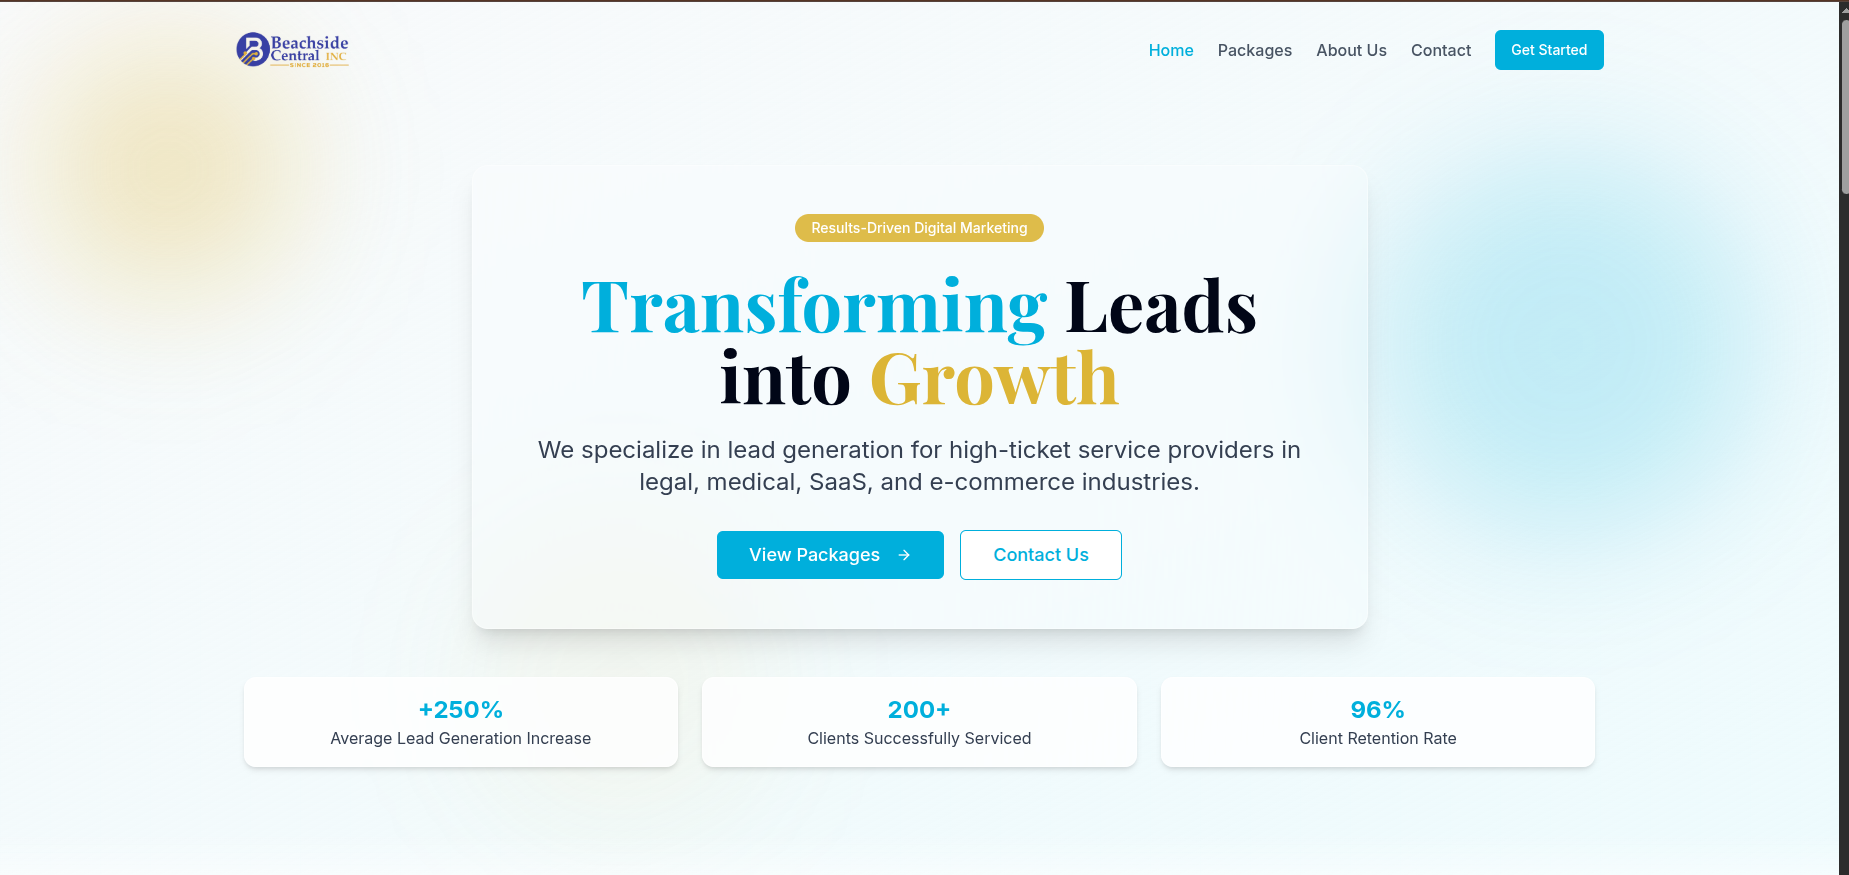 Beachside
Central INC
SINCE 2016
Home
Packages
About Us
Contact
Get Started
Results-Driven Digital Marketing
Transforming Leads
into Growth
We specialize in lead generation for high-ticket service providers in
legal, medical, SaaS, and e-commerce industries.
View Packages
Contact Us
+250%
Average Lead Generation Increase
200+
Clients Successfully Serviced
96%
Client Retention Rate